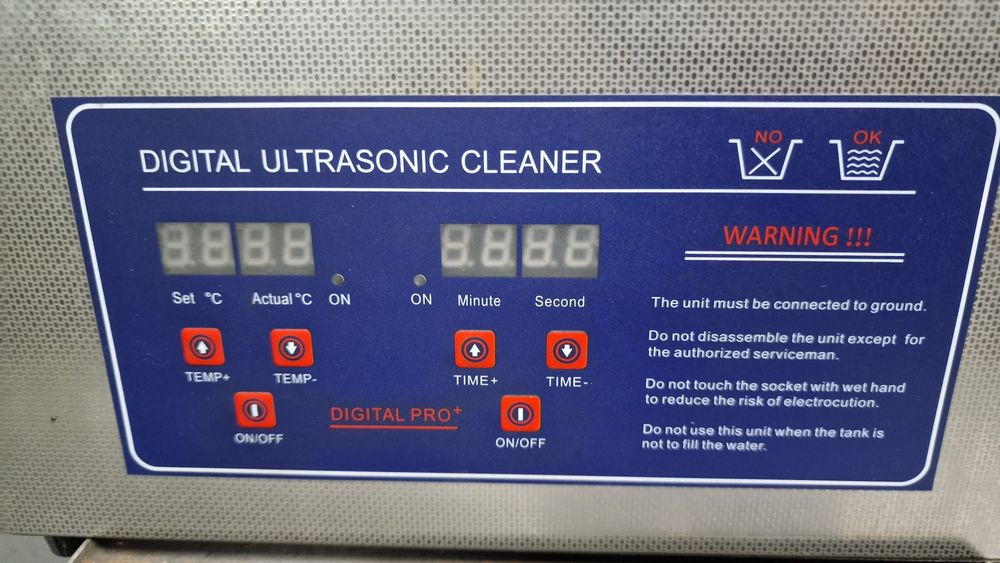 NO OK
DIGITAL ULTRASONIC CLEANER
WARNING !!!
Set °C Actual °C ON ON Minute Second
TEMP+ TEMP- TIME+ TIME-
ON/OFF DIGITAL PRO+ ON/OFF
The unit must be connected to ground.
Do not disassemble the unit except for
the authorized serviceman.
Do not touch the socket with wet hand
to reduce the risk of electrocution.
Do not use this unit when the tank is
not to fill the water.